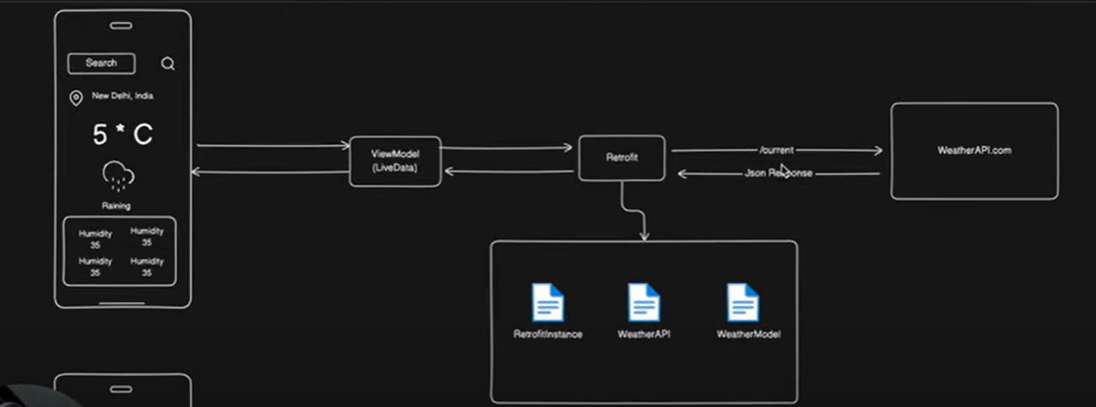 Search
New Delhi, India
5 * C
Raining
Humidity
35
Humidity
35
Humidity
35
Humidity
35
ViewModel
(LiveData)
Retrofit
/current
Json Response
WeatherAPI.com
RetrofitInstance
WeatherAPI
WeatherModel